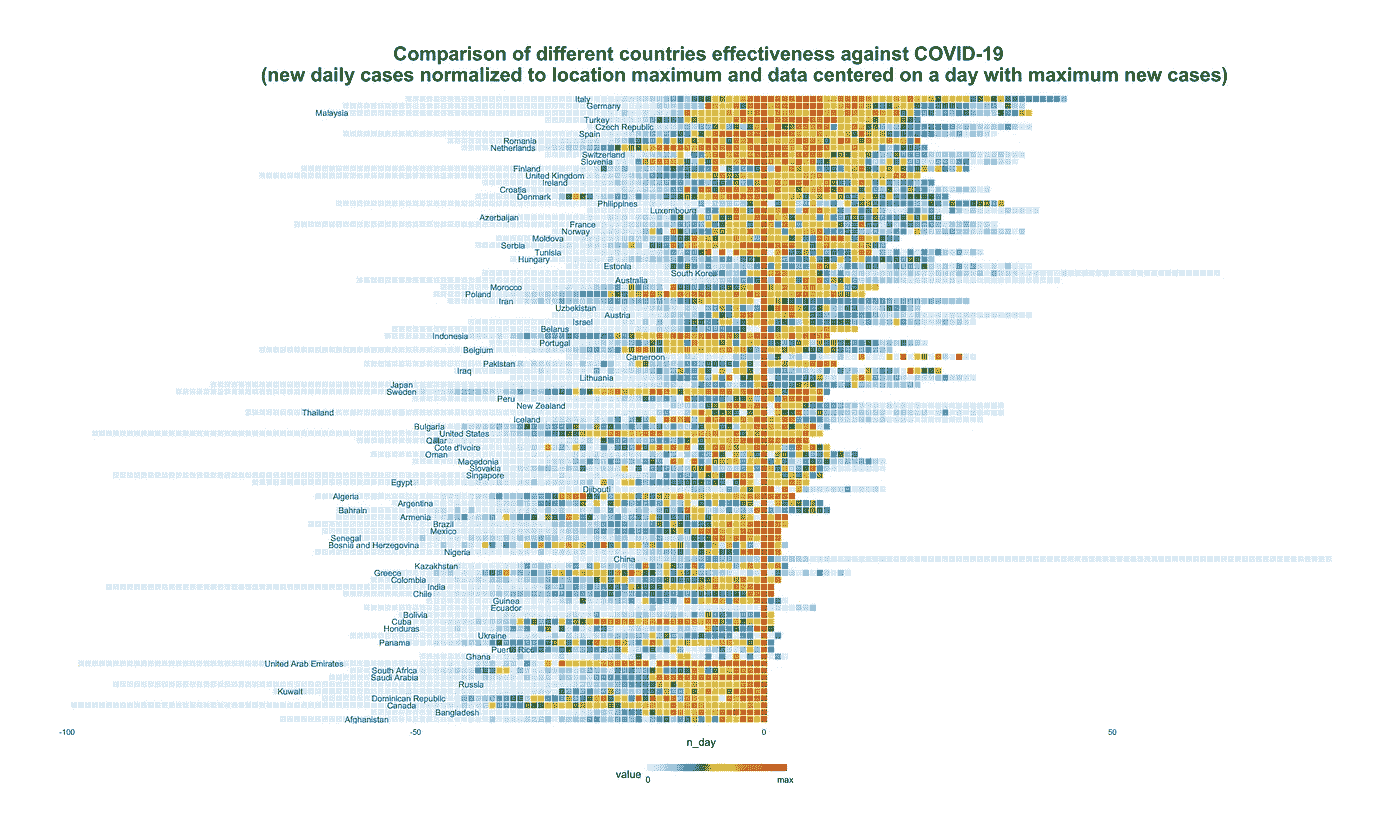 Comparison of different countries effectiveness against COVID-19
(new daily cases normalized to location maximum and data centered on a day with maximum new cases)
Italy
Germany
Malaysia
Turkey
Czech Republic
Spain
Romania
Netherlands
Switzerland
Slovenia
Finland
United Kingdom
Ireland
Croatia
Denmark
Philippines
Luxembourg
Azerbaijan
France
Norway
Moldova
Serbia
Tunisia
Hungary
Estonia
South Korea
Australia
Morocco
Poland
Iran
Uzbekistan
Austria
Israel
Belarus
Indonesia
Portugal
Belgium
Cameroon
Pakistan
Iraq
Lithuania
Japan
Sweden
Peru
New Zealand
Thailand
Iceland
Bulgaria
United States
Qatar
Cote d'Ivoire
Oman
Macedonia
Slovakia
Singapore
Egypt
Djibouti
Algeria
Argentina
Bahrain
Armenia
Brazil
Mexico
Senegal
Bosnia and Herzegovina
Nigeria
China
Kazakhstan
Greece
Colombia
India
Chile
Guinea
Ecuador
Bolivia
Cuba
Honduras
Ukraine
Panama
Puerto Rico
Ghana
United Arab Emirates
South Africa
Saudi Arabia
Russia
Kuwait
Dominican Republic
Canada
Bangladesh
Afghanistan
-100 -50 0 50
n_day
value
0 max